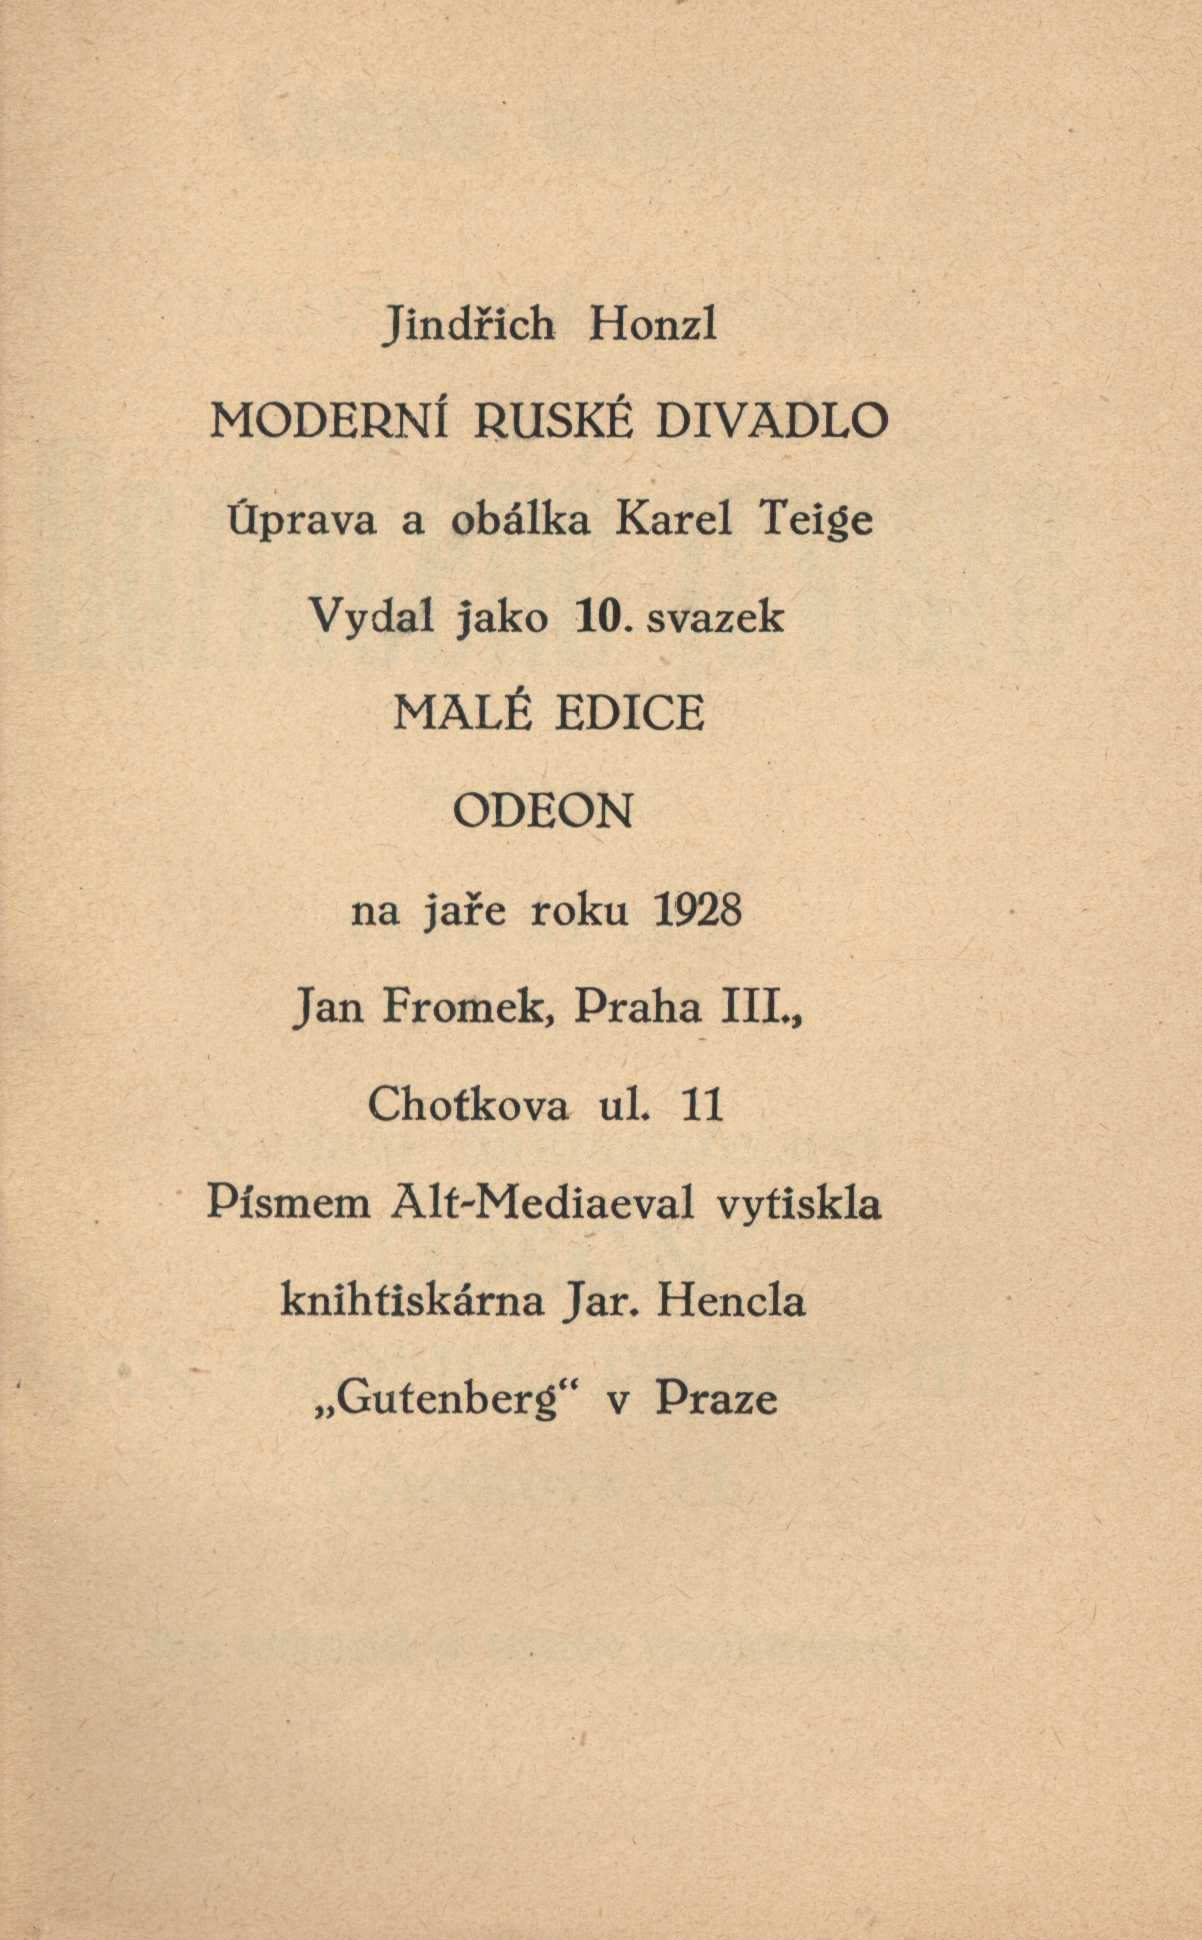 Jindřich Honzl
MODERNÍ RUSKÉ DIVADLO
Úprava a obálka Karel Teige
Vydal jako 10. svazek
MALÉ EDICE
ODEON
na jaře roku 1928
Jan Fromek, Praha III.,
Chotkova ul. 11
Písmem Alt-Mediaeval vytiskla
knihtiskárna Jar. Hencla
„Gutenberg“ v Praze